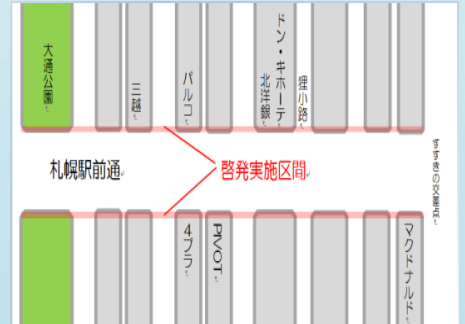 大通公園
三越
パルコ
ドン・キホーテ
北洋銀
狸小路
すすきの交差点
札幌駅前通
啓発実施区間
4プラ
PIVOT
マクドナルド